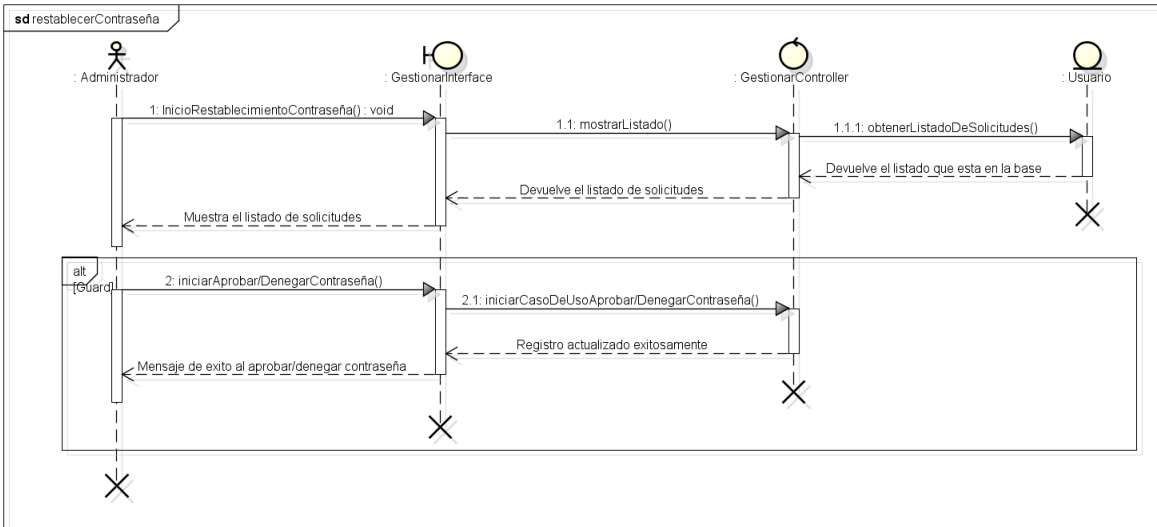 sd restablecerContraseña
: Administrador
: GestionarInterface
: GestionarController
: Usuario
1: InicioRestablecimientoContraseña() : void
1.1: mostrarListado()
1.1.1: obtenerListadoDeSolicitudes()
Devuelve el listado que esta en la base
Devuelve el listado de solicitudes
Muestra el listado de solicitudes
alt
[Guard]
2: iniciarAprobar/DenegarContraseña()
2.1: iniciarCasoDeUsoAprobar/DenegarContraseña()
Registro actualizado exitosamente
Mensaje de exito al aprobar/denegar contraseña